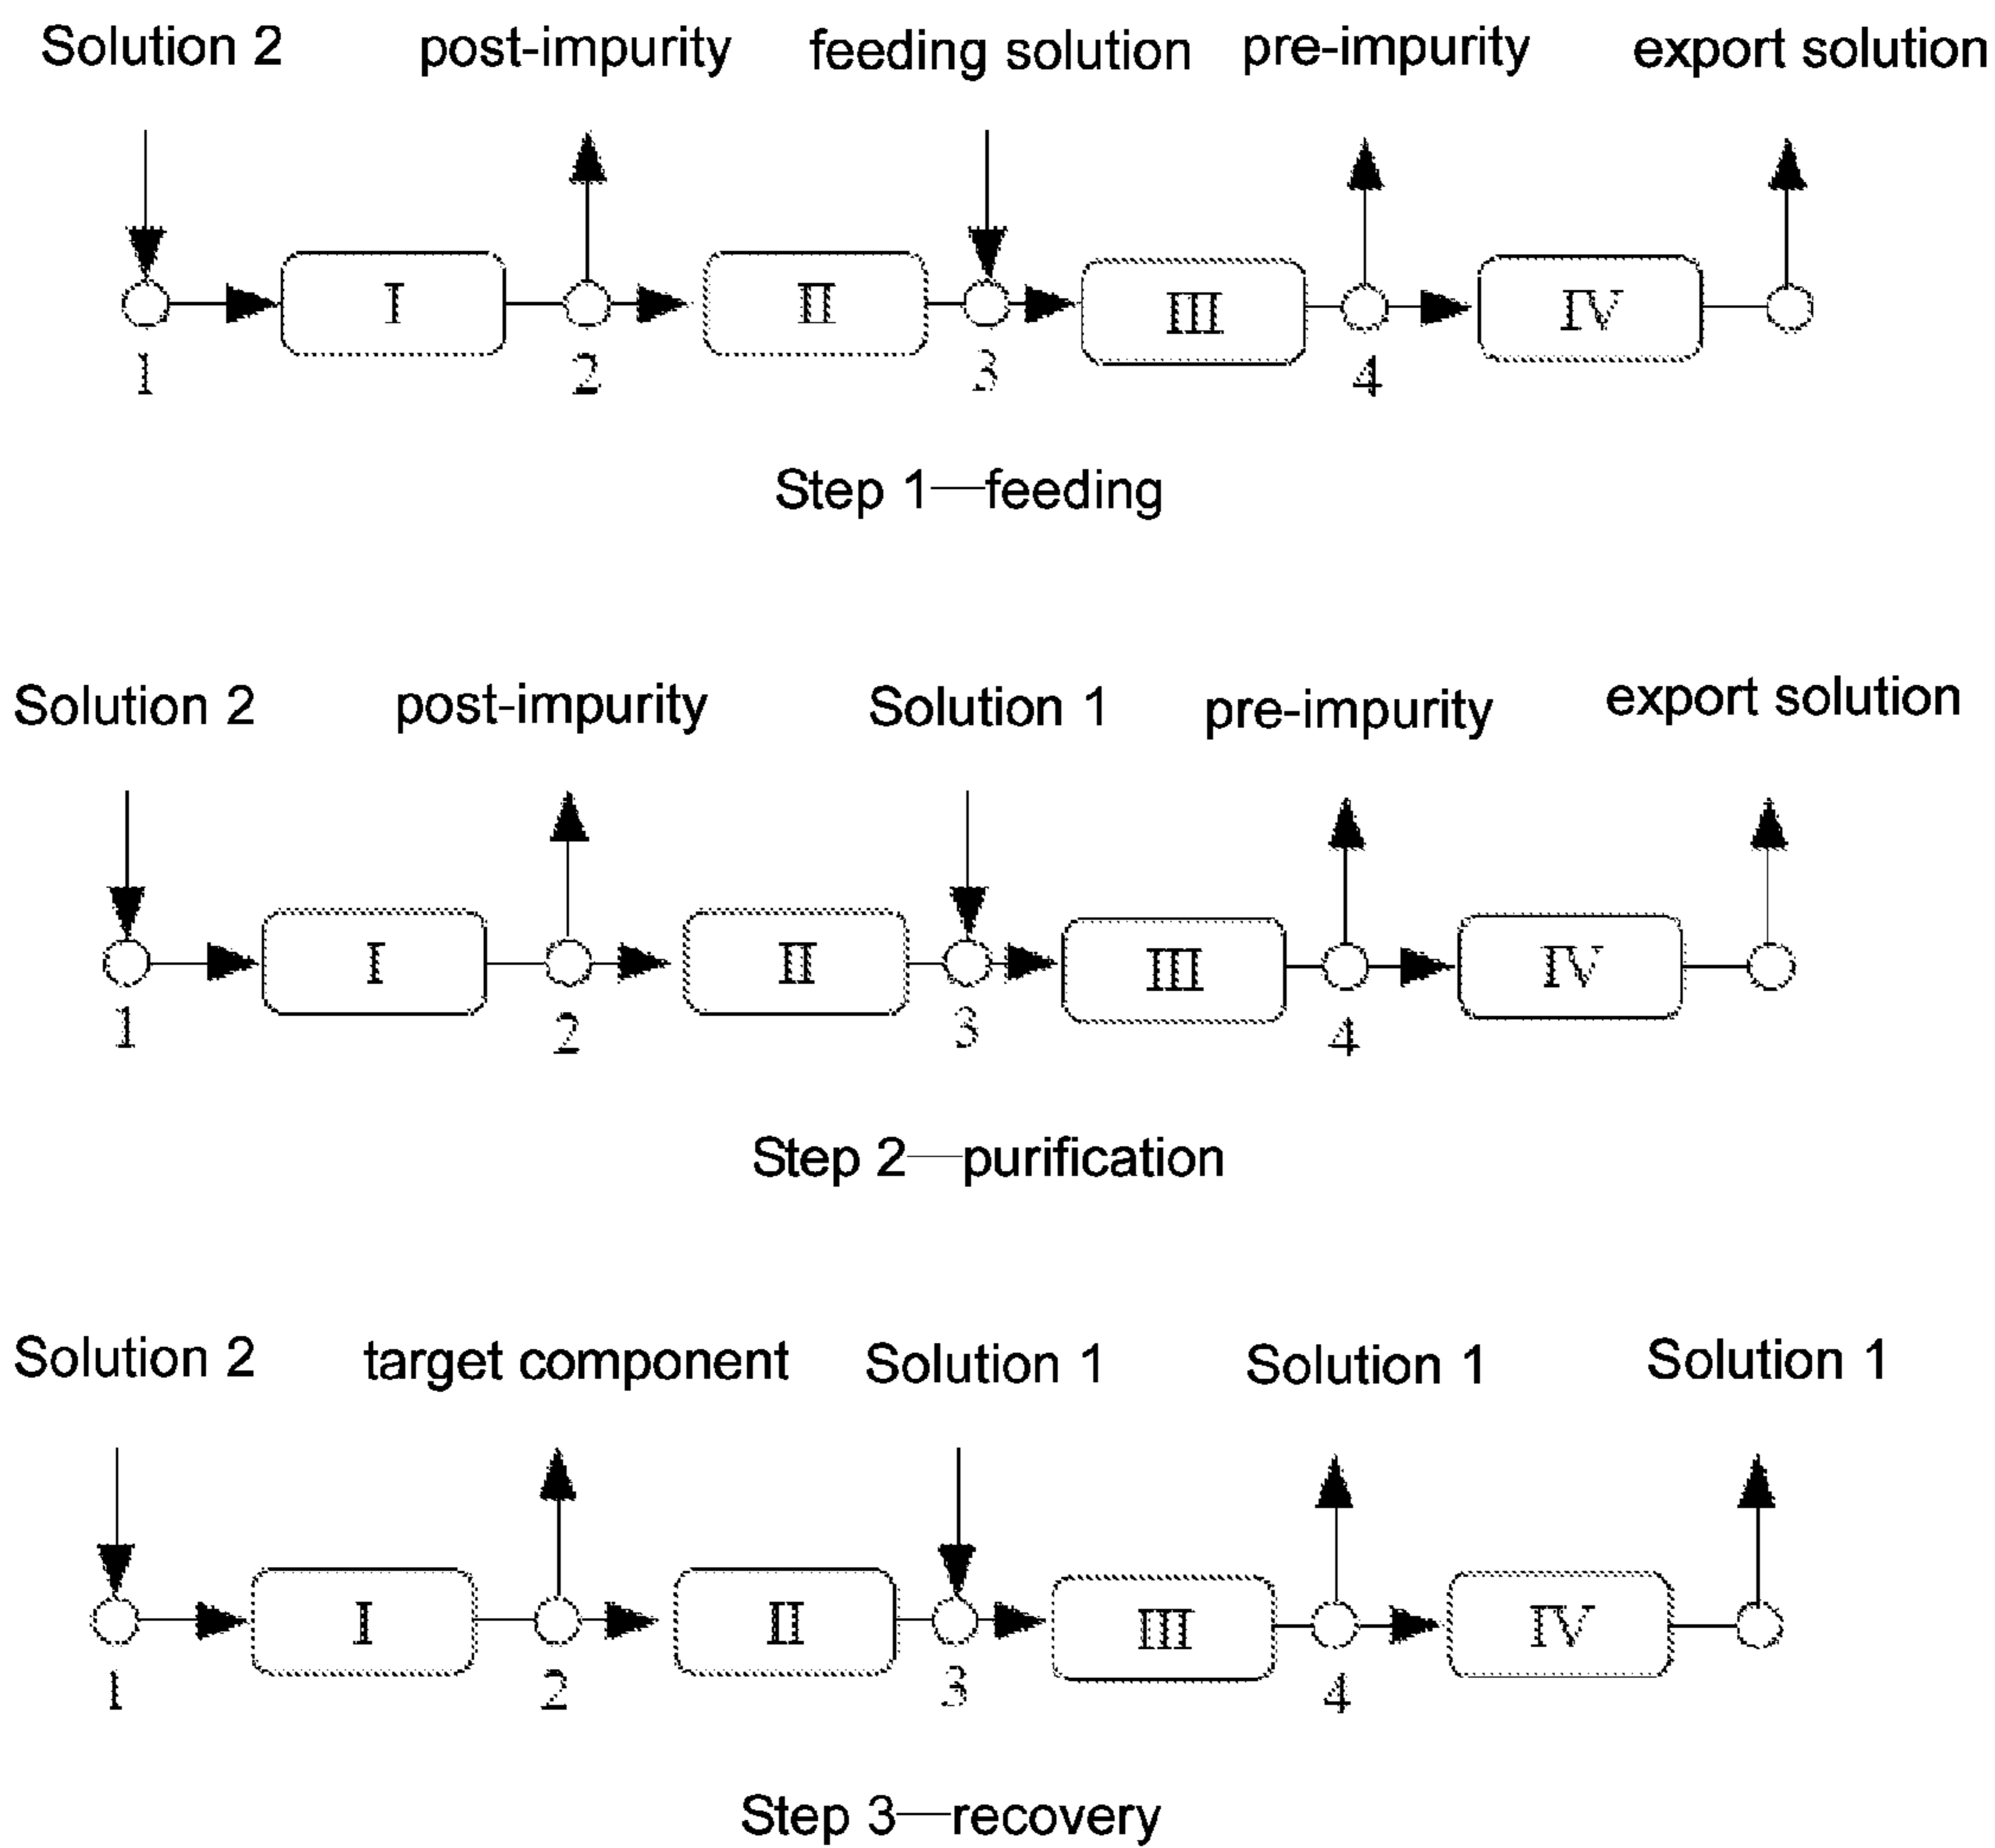 Solution 2 post-impurity feeding solution pre-impurity export solution
I II III IV
1 2 3 4
Step 1—feeding
Solution 2 post-impurity Solution 1 pre-impurity export solution
I II III IV
1 2 3 4
Step 2—purification
Solution 2 target component Solution 1 Solution 1 Solution 1
I II III IV
1 2 3 4
Step 3—recovery